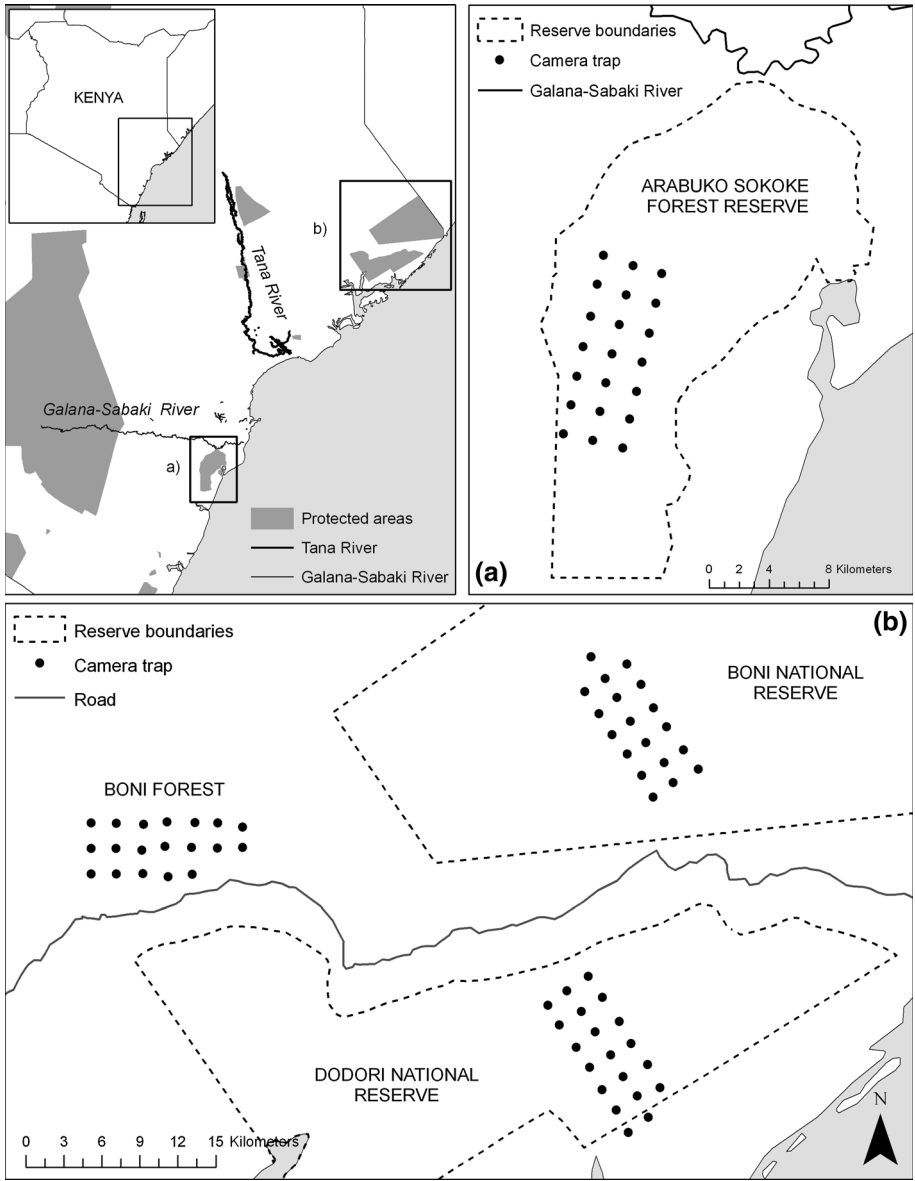 KENYA
b)
Tana River
Galana-Sabaki River
a)
Protected areas
Tana River
Galana-Sabaki River
Reserve boundaries
Camera trap
Galana-Sabaki River
ARABUKO SOKOKE
FOREST RESERVE
(a)
0 2 4 8 Kilometers
(b)
Reserve boundaries
Camera trap
Road
BONI NATIONAL
RESERVE
BONI FOREST
DODORI NATIONAL
RESERVE
N
0 3 6 9 12 15 Kilometers